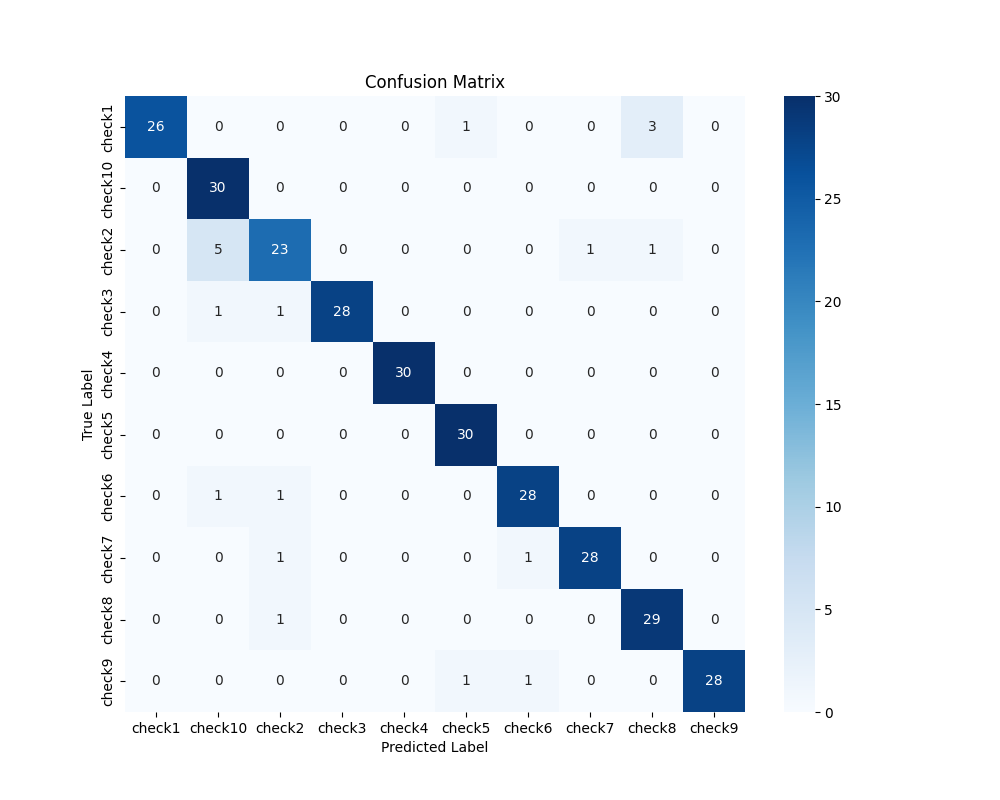 Confusion Matrix
check1 26 0 0 0 0 1 0 0 3 0
check10 0 30 0 0 0 0 0 0 0 0
check2 0 5 23 0 0 0 0 1 1 0
check3 0 1 1 28 0 0 0 0 0 0
check4 0 0 0 0 30 0 0 0 0 0
check5 0 0 0 0 0 30 0 0 0 0
check6 0 1 1 0 0 0 28 0 0 0
check7 0 0 1 0 0 0 1 28 0 0
check8 0 0 1 0 0 0 0 0 29 0
check9 0 0 0 0 0 1 1 0 0 28
check1 check10 check2 check3 check4 check5 check6 check7 check8 check9
Predicted Label
True Label
30
25
20
15
10
5
0